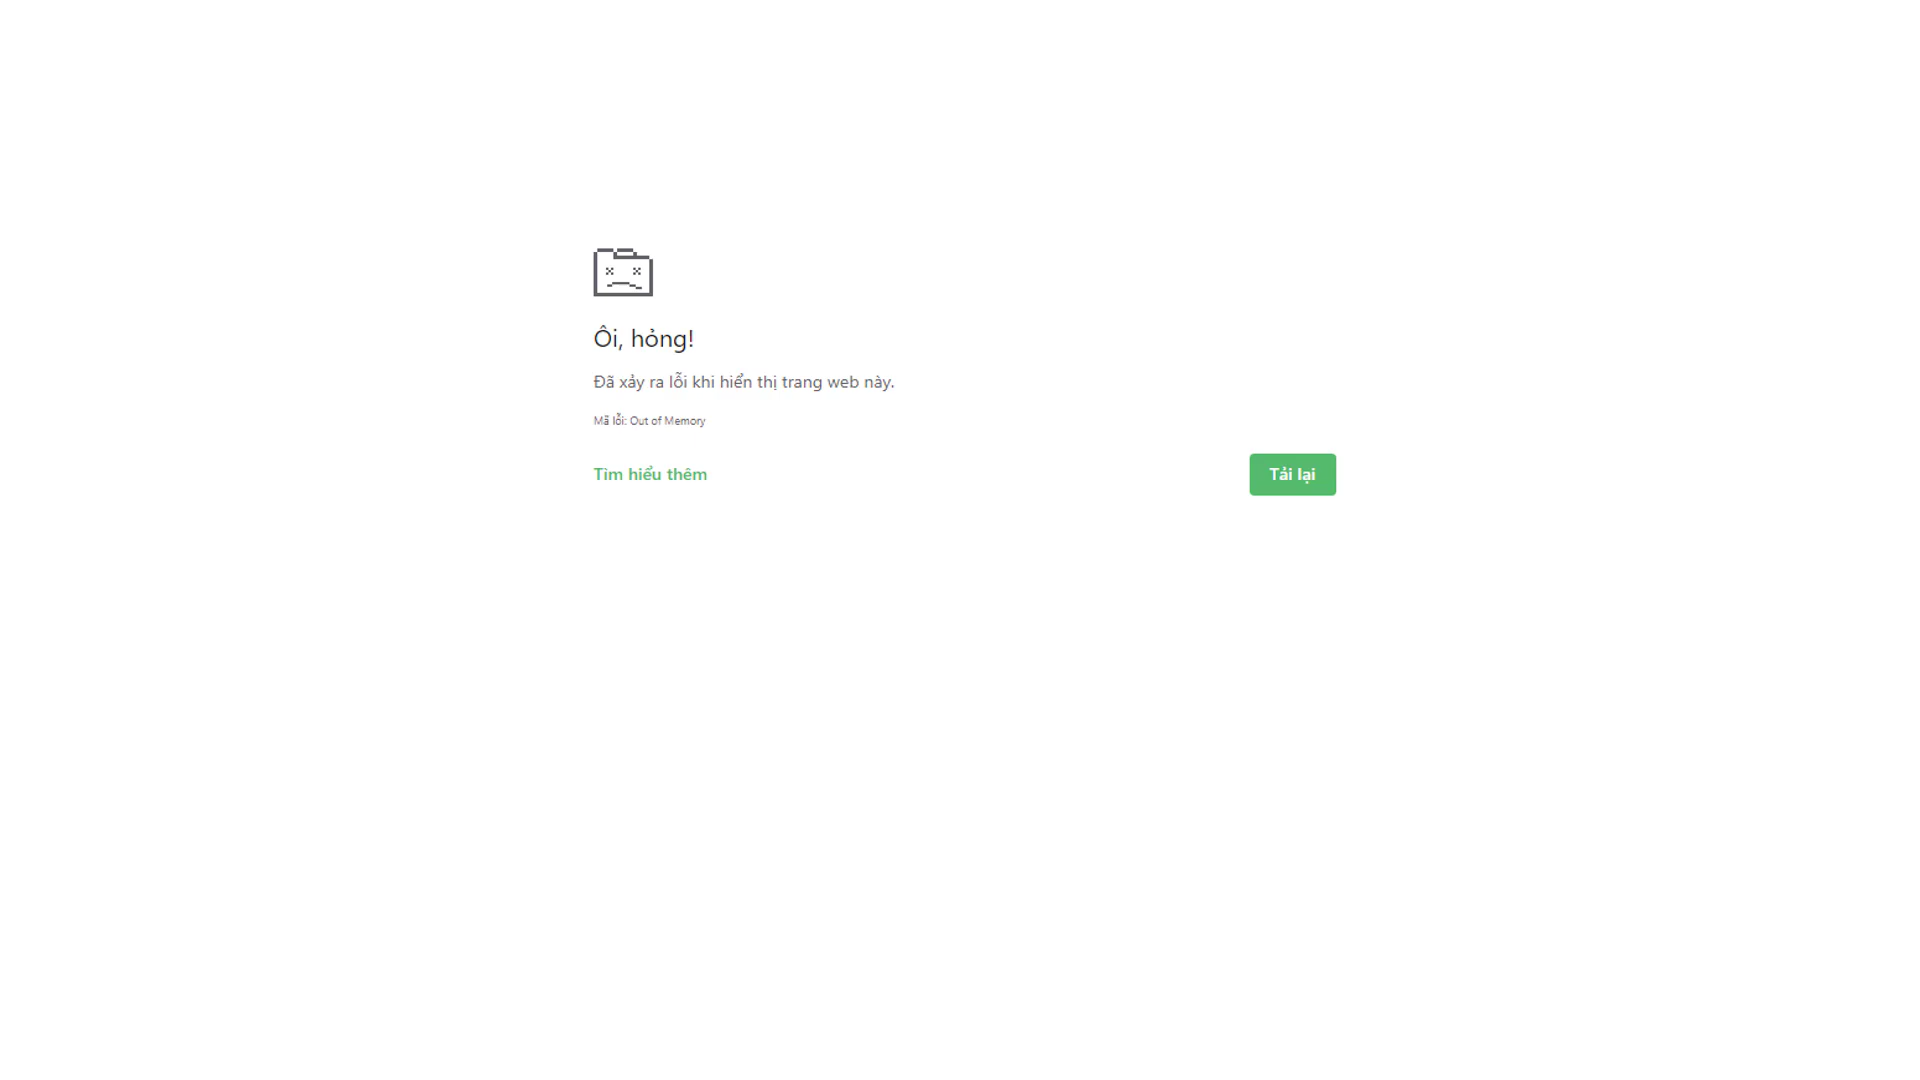 Ôi, hỏng!
Đã xảy ra lỗi khi hiển thị trang web này.
Mã lỗi: Out of Memory
Tìm hiểu thêm
Tải lại